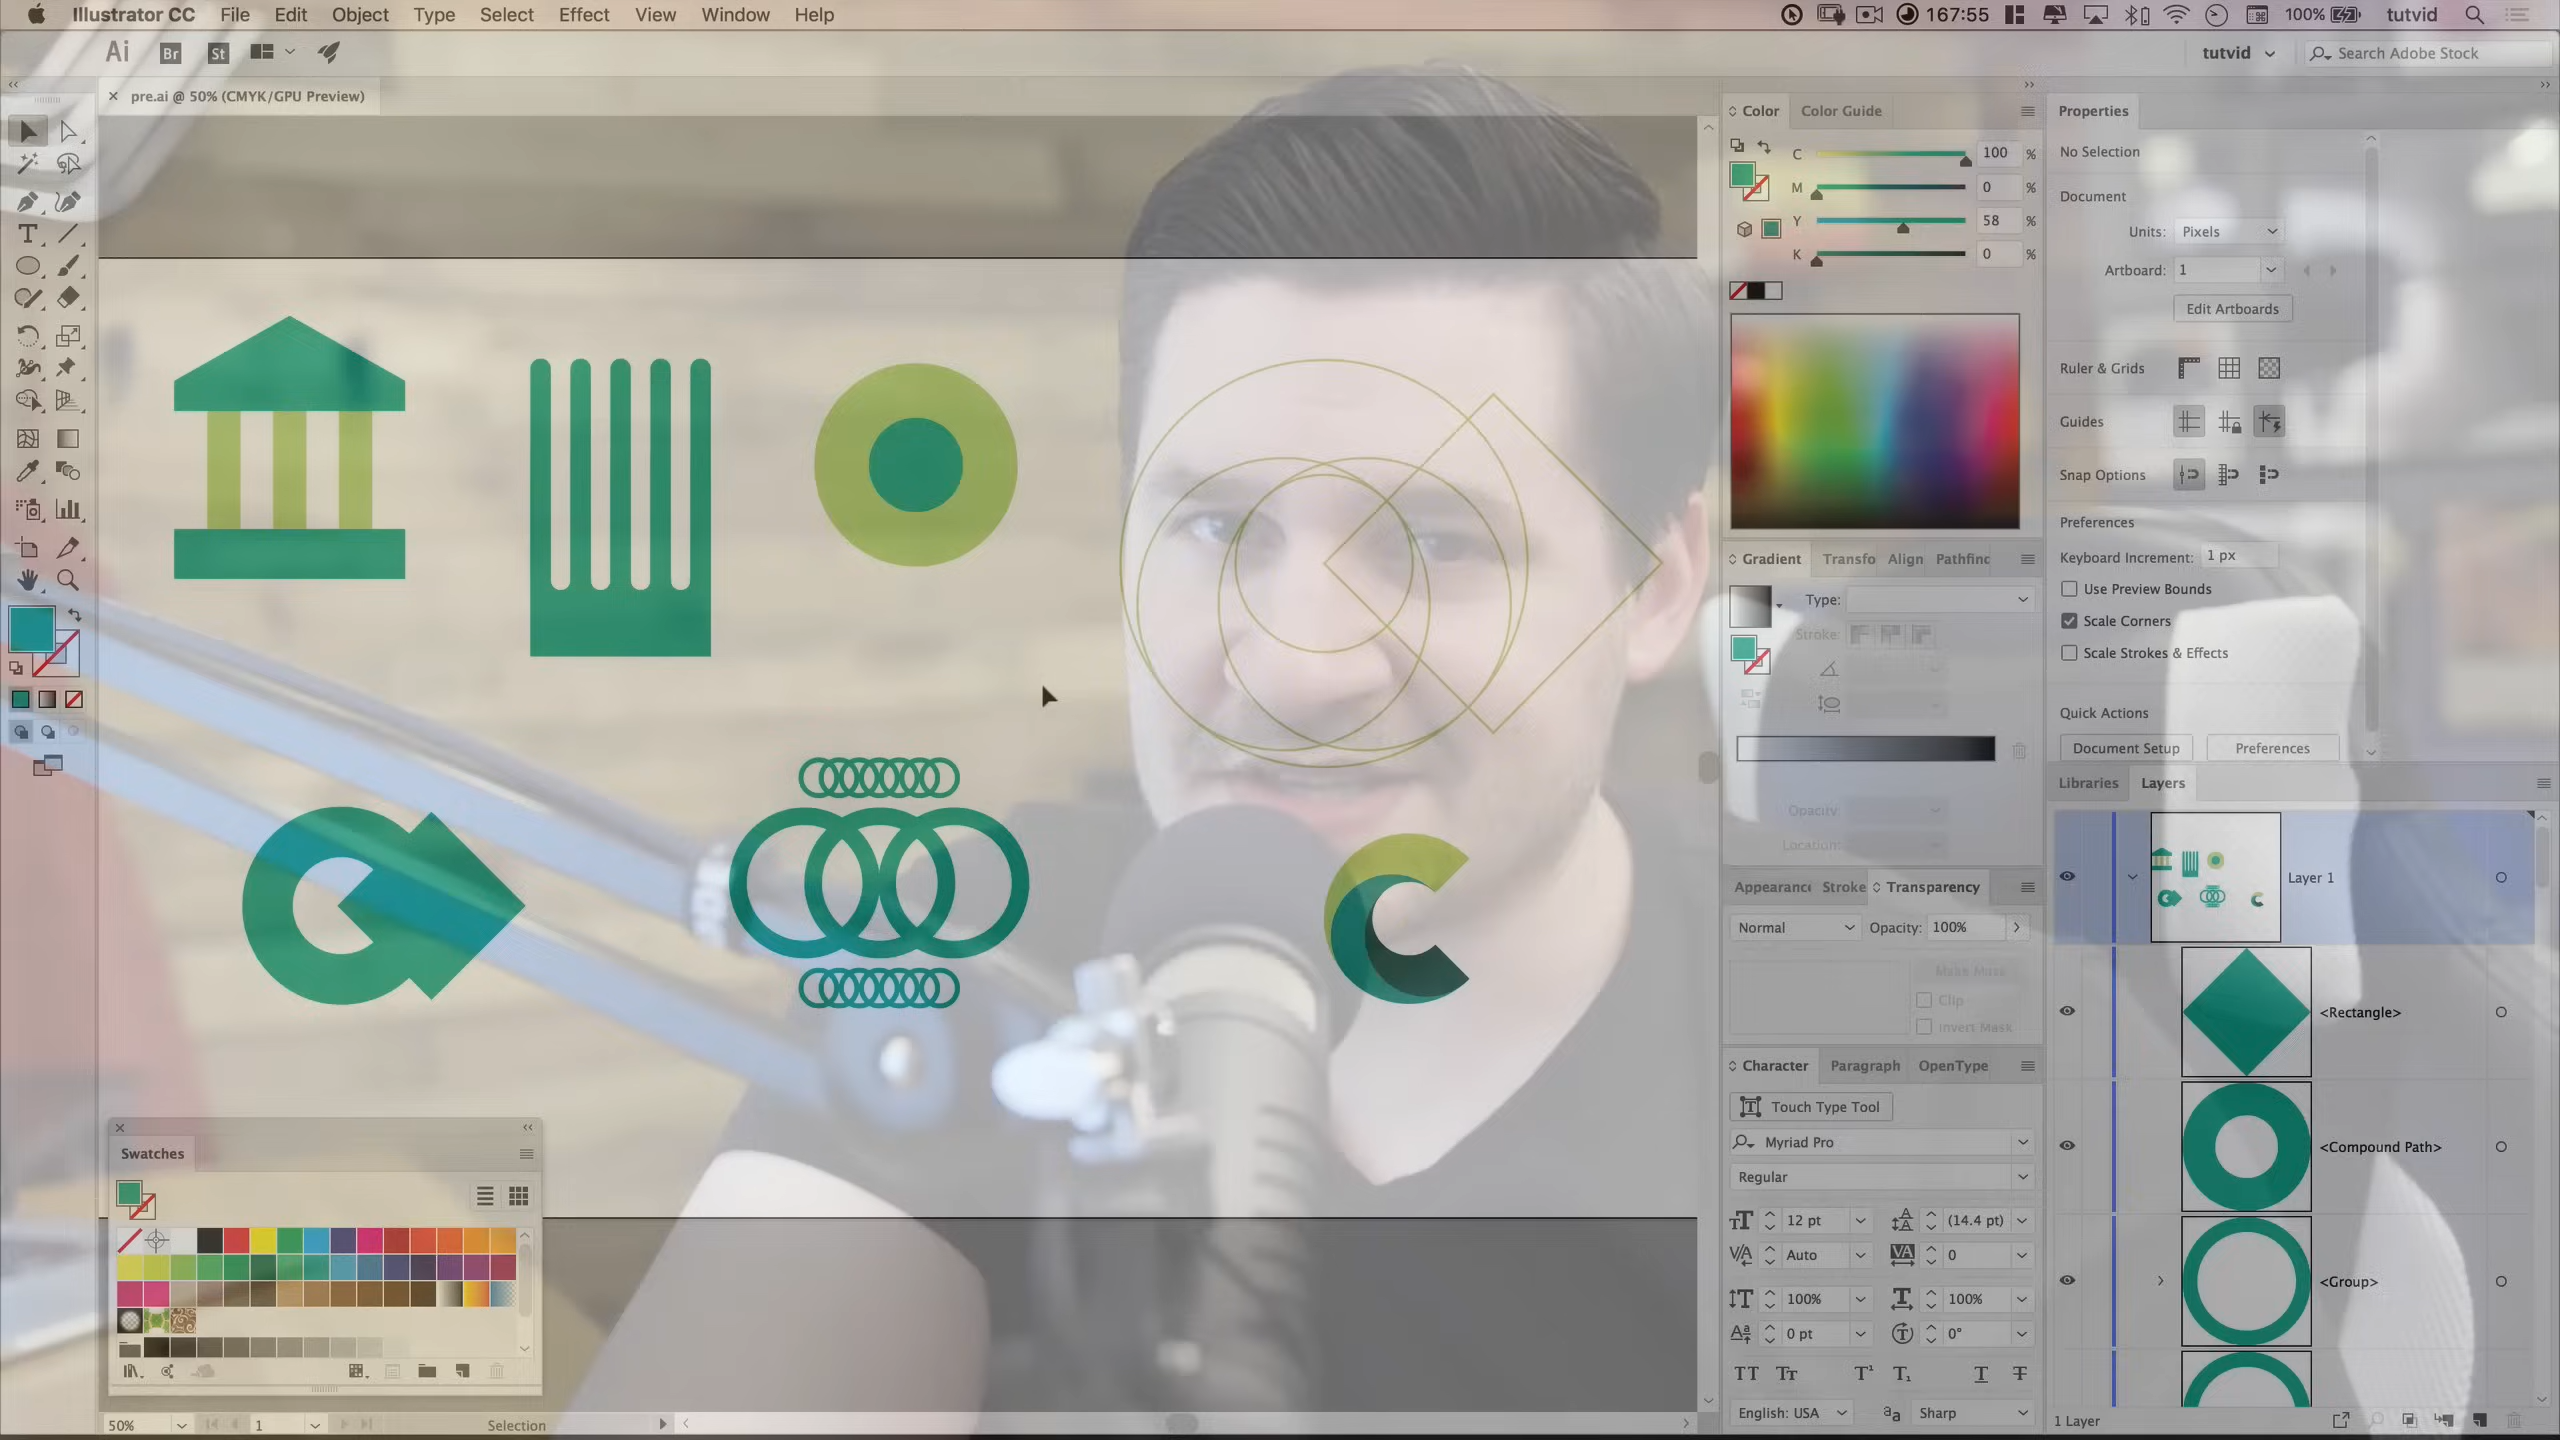 Illustrator CC File Edit Object Type Select Effect View Window Help 167:55 100% tutvid
Ai Br St tutvid Search Adobe Stock
pre.ai @ 50% (CMYK/GPU Preview)
Color Color Guide
C 100 %
M 0 %
Y 58 %
K 0 %
Gradient Transfo Align Pathfinc
Type:
Stroke:
Opacity:
Location:
Appearanc Stroke Transparency
Normal Opacity: 100%
Make Mask
Clip
Invert Mask
Character Paragraph OpenType
Touch Type Tool
Myriad Pro
Regular
12 pt (14.4 pt)
Auto 0
100% 100%
0 pt 0°
English: USA Sharp
Properties
No Selection
Document
Units: Pixels
Artboard: 1
Edit Artboards
Ruler & Grids
Guides
Snap Options
Preferences
Keyboard Increment: 1 px
Use Preview Bounds
Scale Corners
Scale Strokes & Effects
Quick Actions
Document Setup Preferences
Libraries Layers
Layer 1
<Rectangle>
<Compound Path>
<Group>
1 Layer
Swatches
50% 1 Selection